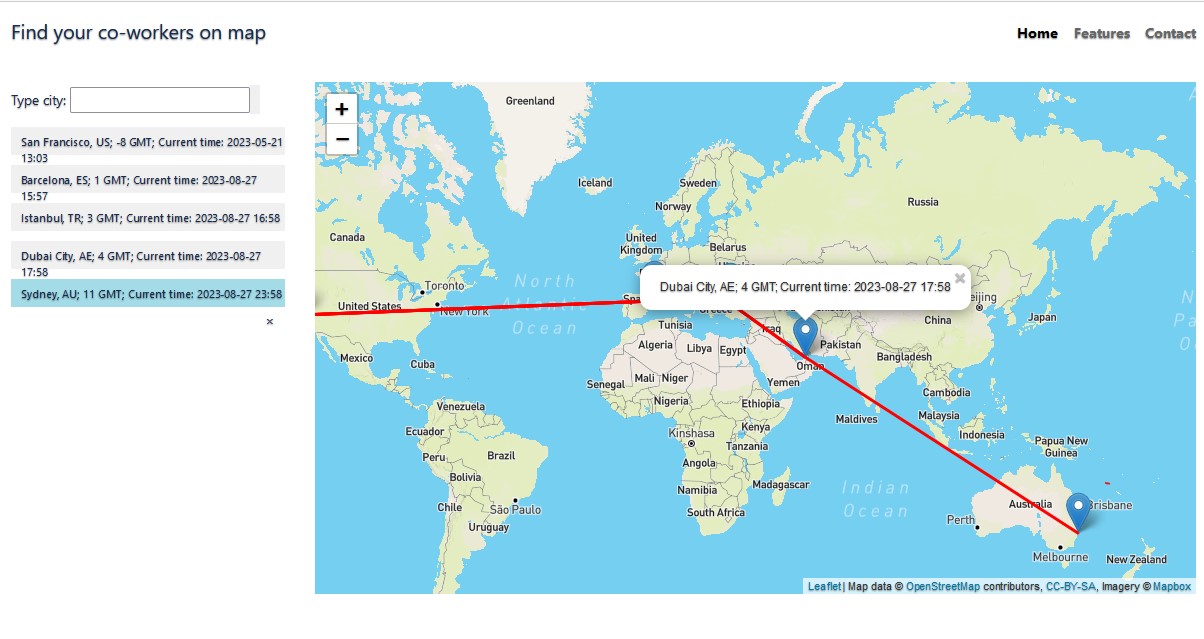 Find your co-workers on map
Home Features Contact
Type city:
San Francisco, US; -8 GMT; Current time: 2023-05-21
13:03
Barcelona, ES; 1 GMT; Current time: 2023-08-27
15:57
Istanbul, TR; 3 GMT; Current time: 2023-08-27 16:58
Dubai City, AE; 4 GMT; Current time: 2023-08-27
17:58
Sydney, AU; 11 GMT; Current time: 2023-08-27 23:58
×
+
−
Greenland
Iceland
Sweden
Norway
Russia
Canada
United
Kingdom
Belarus
Dubai City, AE; 4 GMT; Current time: 2023-08-27 17:58
×
North
Atlantic
Ocean
Toronto
United States
New York
Greece
China
Japan
Tunisia
Iraq
Pakistan
Algeria
Libya
Egypt
Bangladesh
Mexico
Cuba
Oman
Senegal
Mali
Niger
Yemen
Cambodia
Venezuela
Nigeria
Ethiopia
Maldives
Malaysia
Ecuador
Kinshasa
Kenya
Indonesia
Papua New
Guinea
Tanzania
Peru
Brazil
Angola
Bolivia
Namibia
Madagascar
Indian
Ocean
Chile
São Paulo
South Africa
Australia
Brisbane
Uruguay
Perth
Melbourne
New Zealand
Leaflet | Map data © OpenStreetMap contributors, CC-BY-SA, Imagery © Mapbox